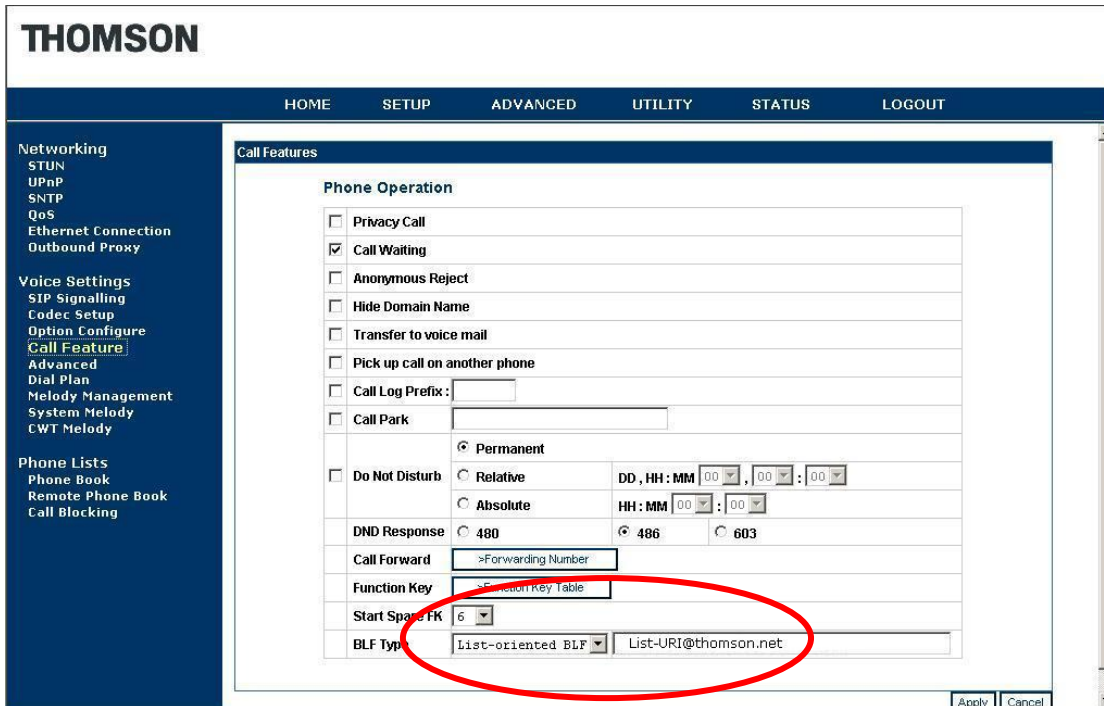 THOMSON
HOME SETUP ADVANCED UTILITY STATUS LOGOUT
Networking
STUN
UPnP
SNTP
QoS
Ethernet Connection
Outbound Proxy
Voice Settings
SIP Signalling
Codec Setup
Option Configure
Call Feature
Advanced
Dial Plan
Melody Management
System Melody
CWT Melody
Phone Lists
Phone Book
Remote Phone Book
Call Blocking
Call Features
Phone Operation
Privacy Call
Call Waiting
Anonymous Reject
Hide Domain Name
Transfer to voice mail
Pick up call on another phone
Call Log Prefix :
Call Park
Do Not Disturb
Permanent
Relative DD , HH : MM 00 , 00 : 00
Absolute HH : MM 00 : 00
DND Response 480 486 603
Call Forward >Forwarding Number
Function Key >Function Key Table
Start Spare FK 6
BLF Type List-oriented BLF List-URI@thomson.net
Apply Cancel